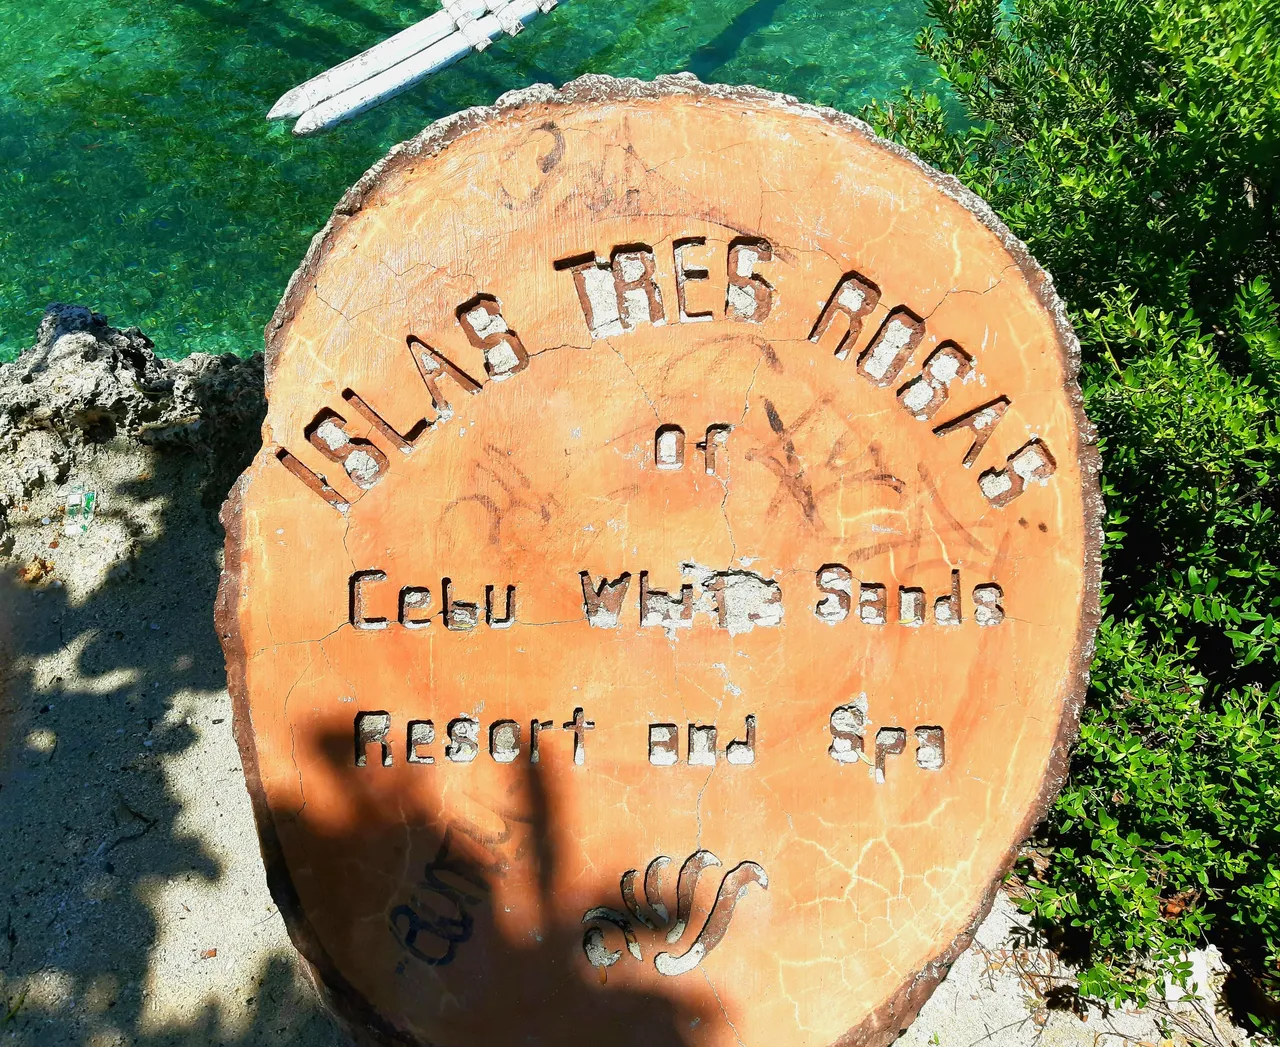 ISLAS TRES ROSAS
Of
Cebu White Sands
Resort and Spa